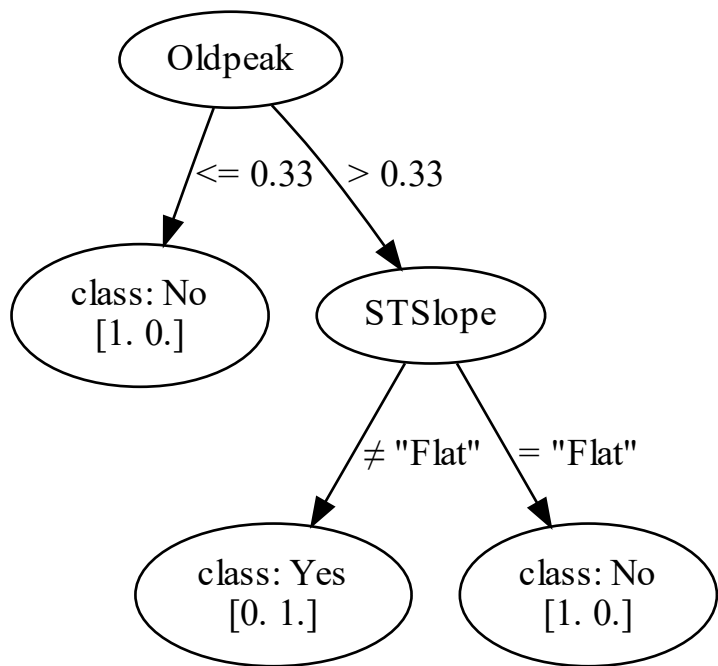 Oldpeak
<= 0.33
> 0.33
class: No
[1. 0.]
STSlope
≠ "Flat"
= "Flat"
class: Yes
[0. 1.]
class: No
[1. 0.]